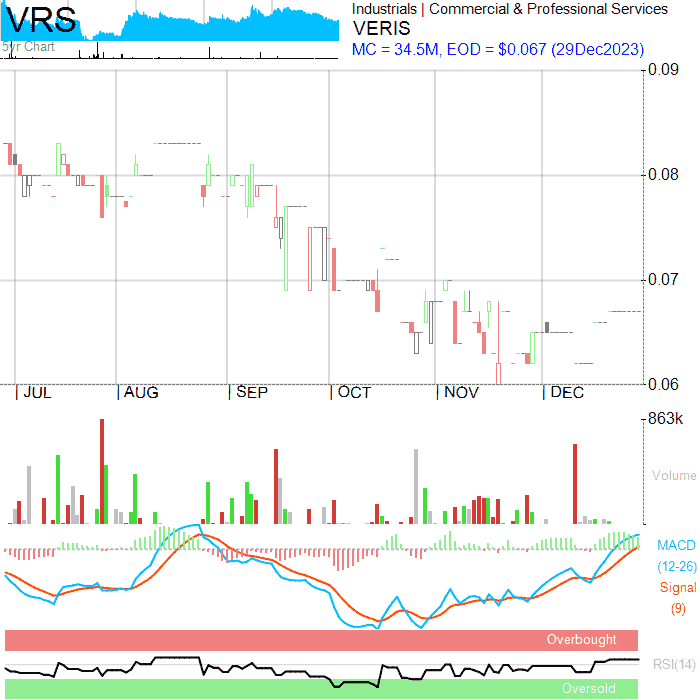 VRS
5yr Chart
Industrials | Commercial & Professional Services
VERIS
MC = 34.5M, EOD = $0.067 (29Dec2023)
0.09
0.08
0.07
0.06
JUL AUG SEP OCT NOV DEC
863k
Volume
MACD
(12-26)
Signal
(9)
Overbought
RSI(14)
Oversold